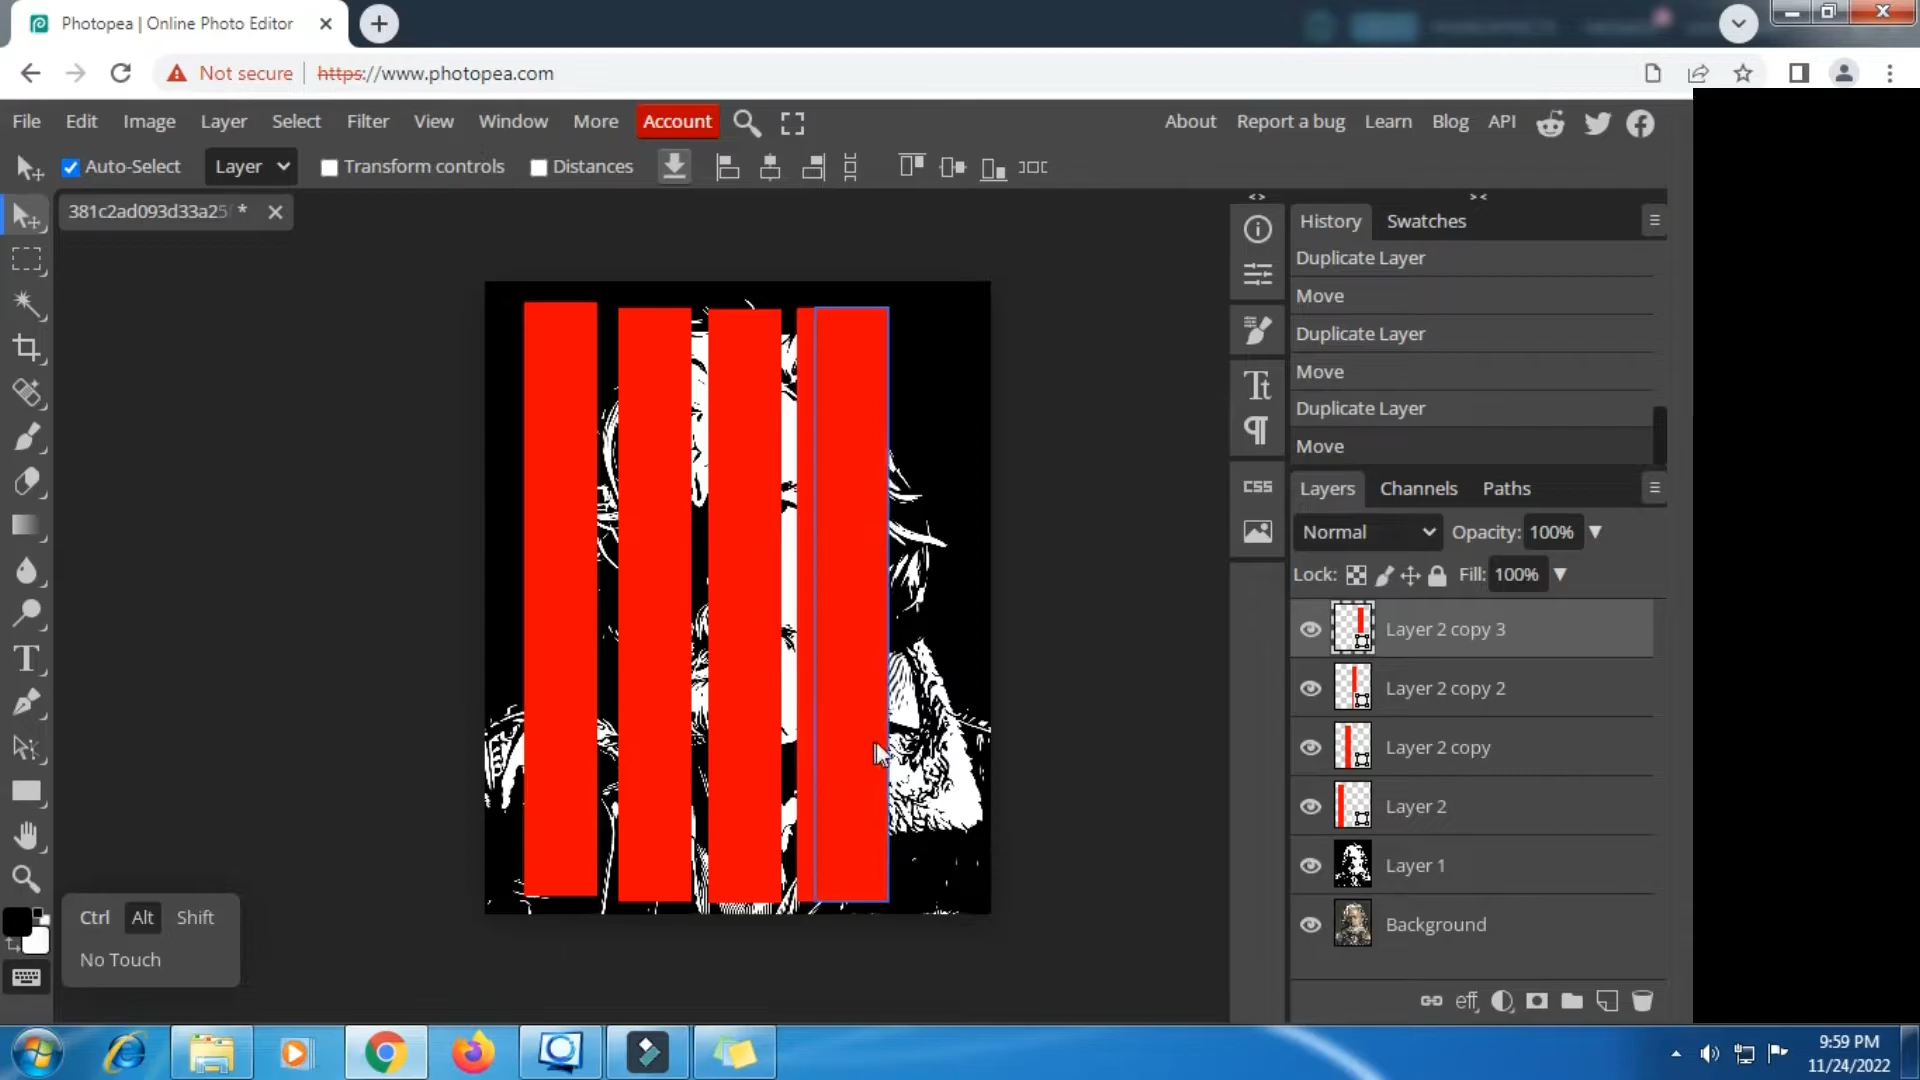 Photopea | Online Photo Editor
Not secure
https://www.photopea.com
File Edit Image Layer Select Filter View Window More Account
About Report a bug Learn Blog API
Auto-Select Layer Transform controls Distances
381c2ad093d33a25 *
History Swatches
Duplicate Layer
Move
Duplicate Layer
Move
Duplicate Layer
Move
CSS
Layers Channels Paths
Normal Opacity: 100%
Lock: Fill: 100%
Layer 2 copy 3
Layer 2 copy 2
Layer 2 copy
Layer 2
Layer 1
Background
eff
Ctrl Alt Shift
No Touch
9:59 PM
11/24/2022